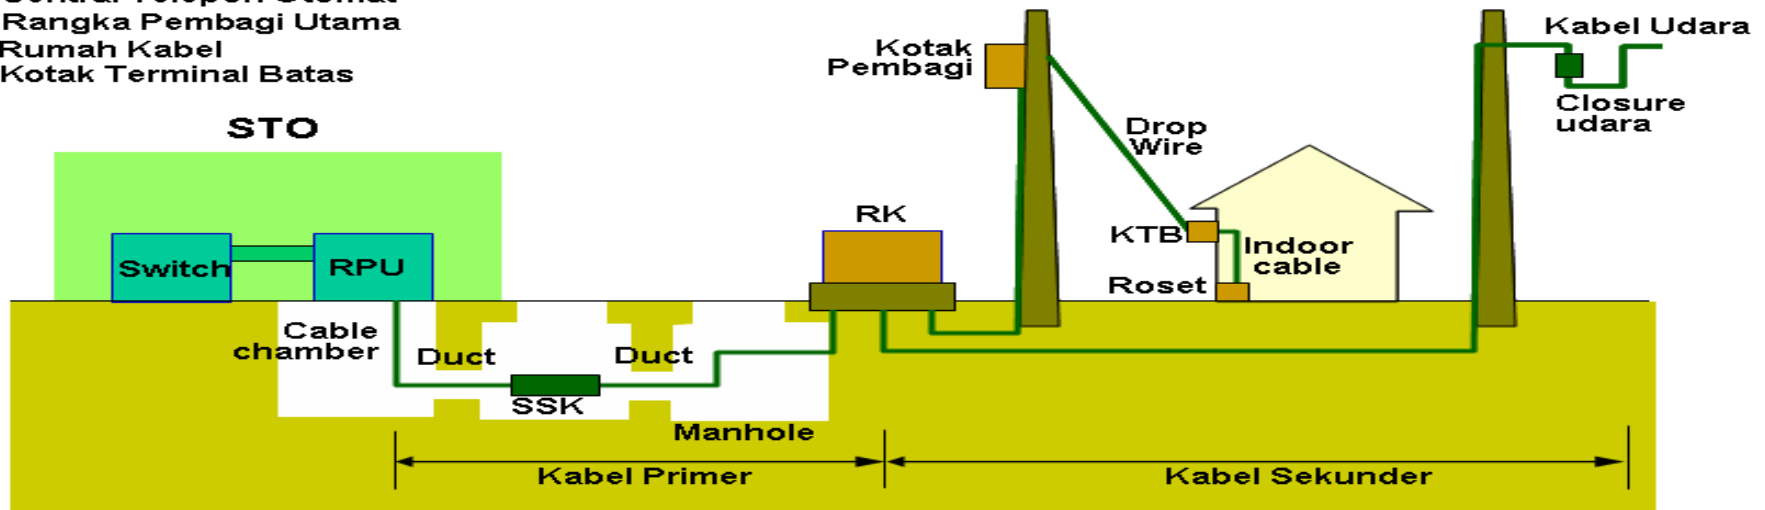 Rangka Pembagi Utama
Rumah Kabel
Kotak Terminal Batas
STO
Switch
RPU
Cable
chamber
Duct
Duct
SSK
Manhole
RK
Kotak
Pembagi
Drop
Wire
KTB
Indoor
cable
Roset
Kabel Udara
Closure
udara
Kabel Primer
Kabel Sekunder